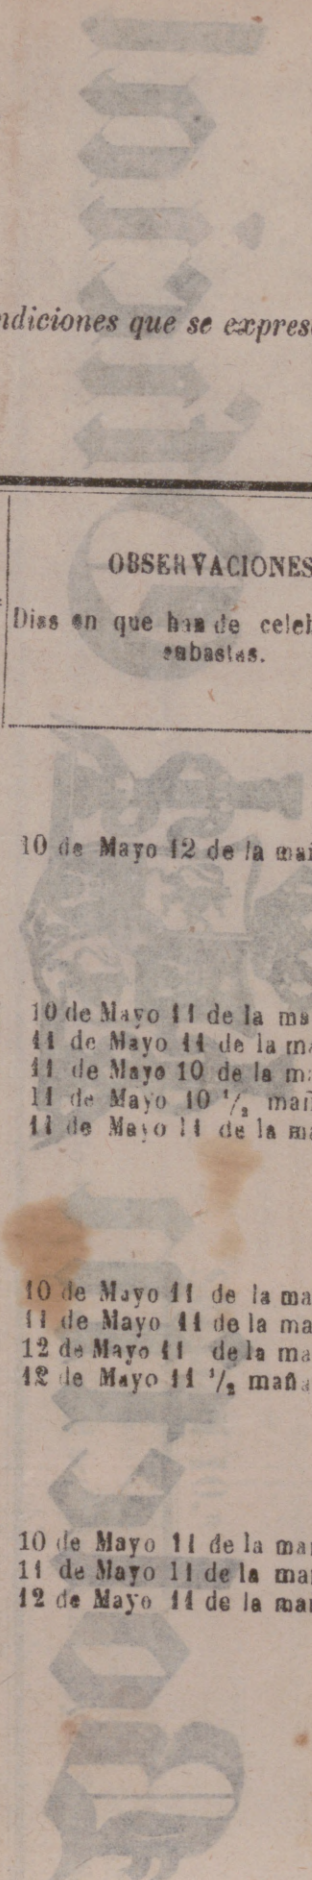 ndiciones que se expres
OBSERVACIONES
Dias en que han de celeb
subastas.
10 de Mayo 12 de la mañ
10 de Mayo 11 de la ma
11 de Mayo 11 de la ma
11 de Mayo 10 de la ma
11 de Mayo 10 1/2 mañ
11 de Mayo 11 de la ma
10 de Mayo 11 de la ma
11 de Mayo 11 de la ma
12 de Mayo 11 de la ma
12 de Mayo 11 1/2 maña
10 de Mayo 11 de la mañ
11 de Mayo 11 de la mañ
12 de Mayo 11 de la mañ